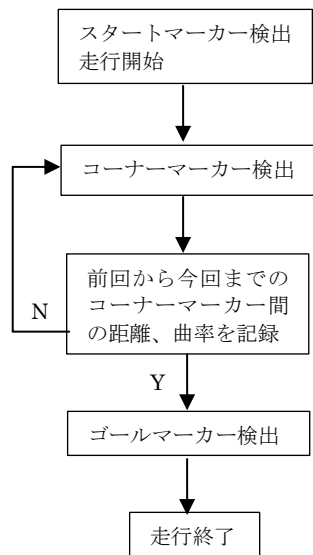 スタートマーカー検出
走行開始
コーナーマーカー検出
前回から今回までの
コーナーマーカー間
の距離、曲率を記録
N
Y
ゴールマーカー検出
走行終了